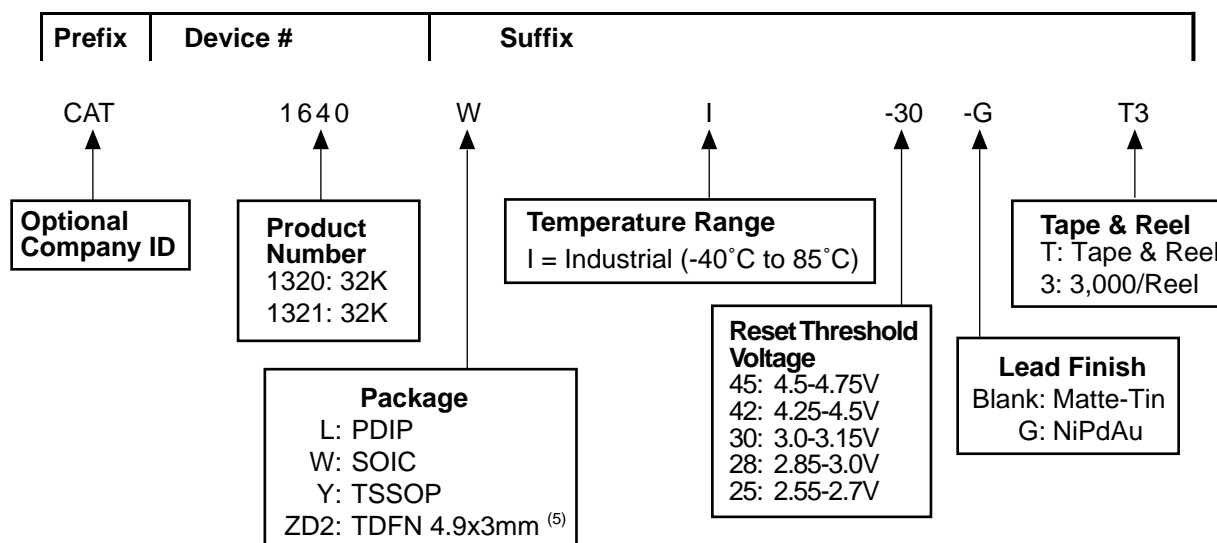 Prefix Device # Suffix
CAT 1640 W I -30 -G T3
Optional
Company ID
Product
Number
1320: 32K
1321: 32K
Temperature Range
I = Industrial (-40˚C to 85˚C)
Tape & Reel
T: Tape & Reel
3: 3,000/Reel
Reset Threshold
Voltage
45: 4.5-4.75V
42: 4.25-4.5V
30: 3.0-3.15V
28: 2.85-3.0V
25: 2.55-2.7V
Lead Finish
Blank: Matte-Tin
G: NiPdAu
Package
L: PDIP
W: SOIC
Y: TSSOP
ZD2: TDFN 4.9x3mm (5)